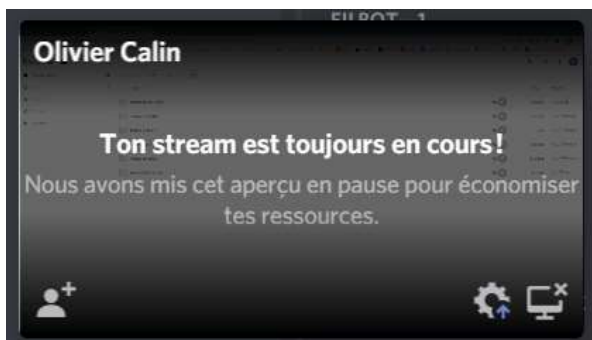 Olivier Calin
Ton stream est toujours en cours!
Nous avons mis cet aperçu en pause pour économiser
tes ressources.